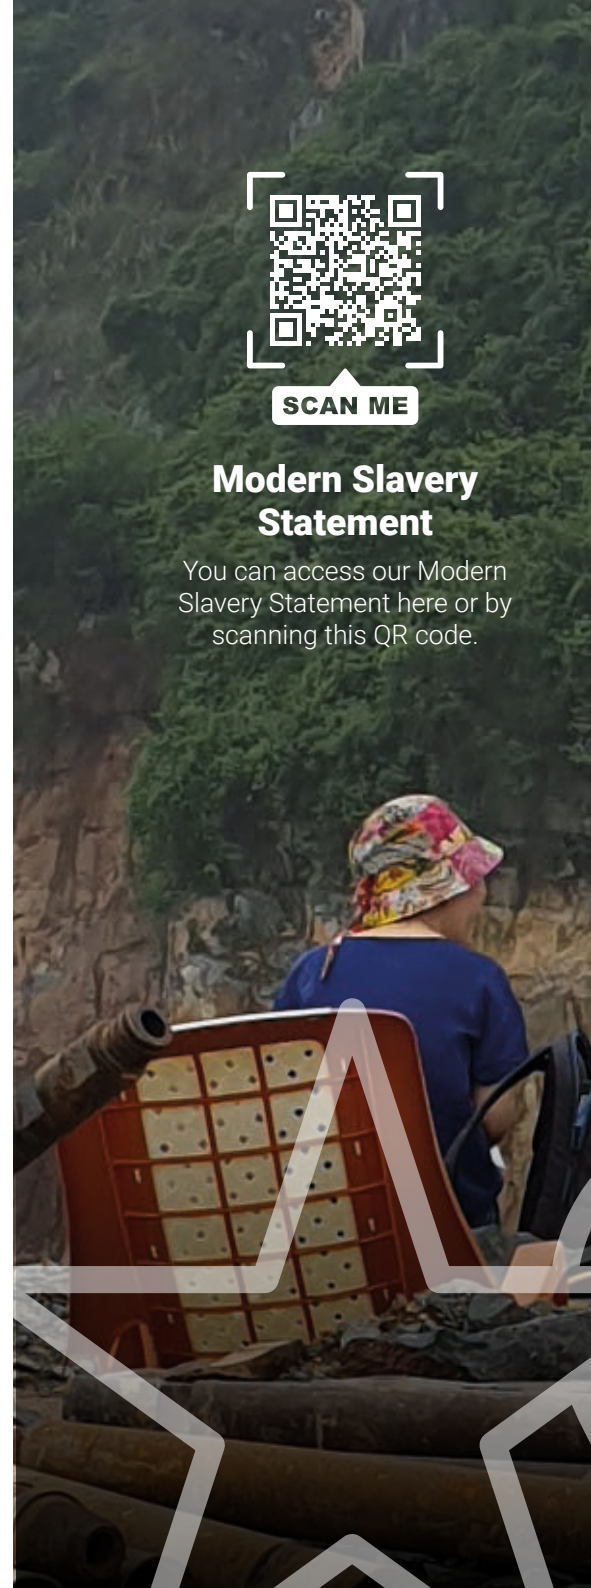 SCAN ME
Modern Slavery
Statement
You can access our Modern
Slavery Statement here or by
scanning this QR code.